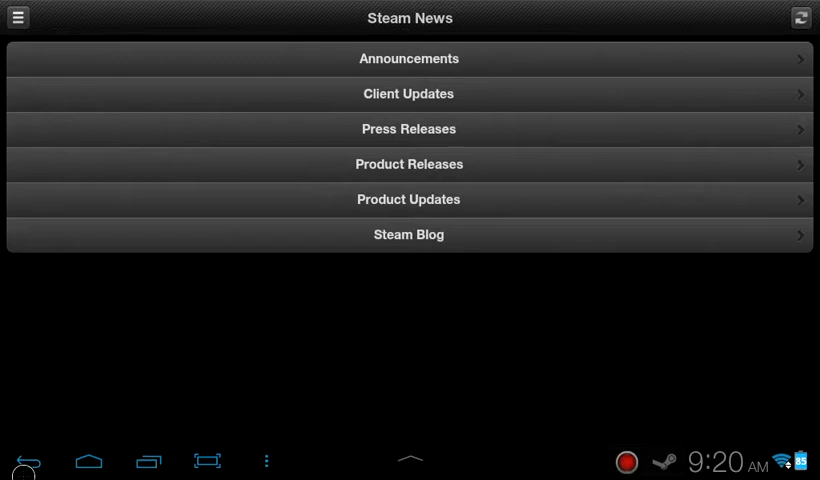 Steam News
Announcements
Client Updates
Press Releases
Product Releases
Product Updates
Steam Blog
9:20 AM
85